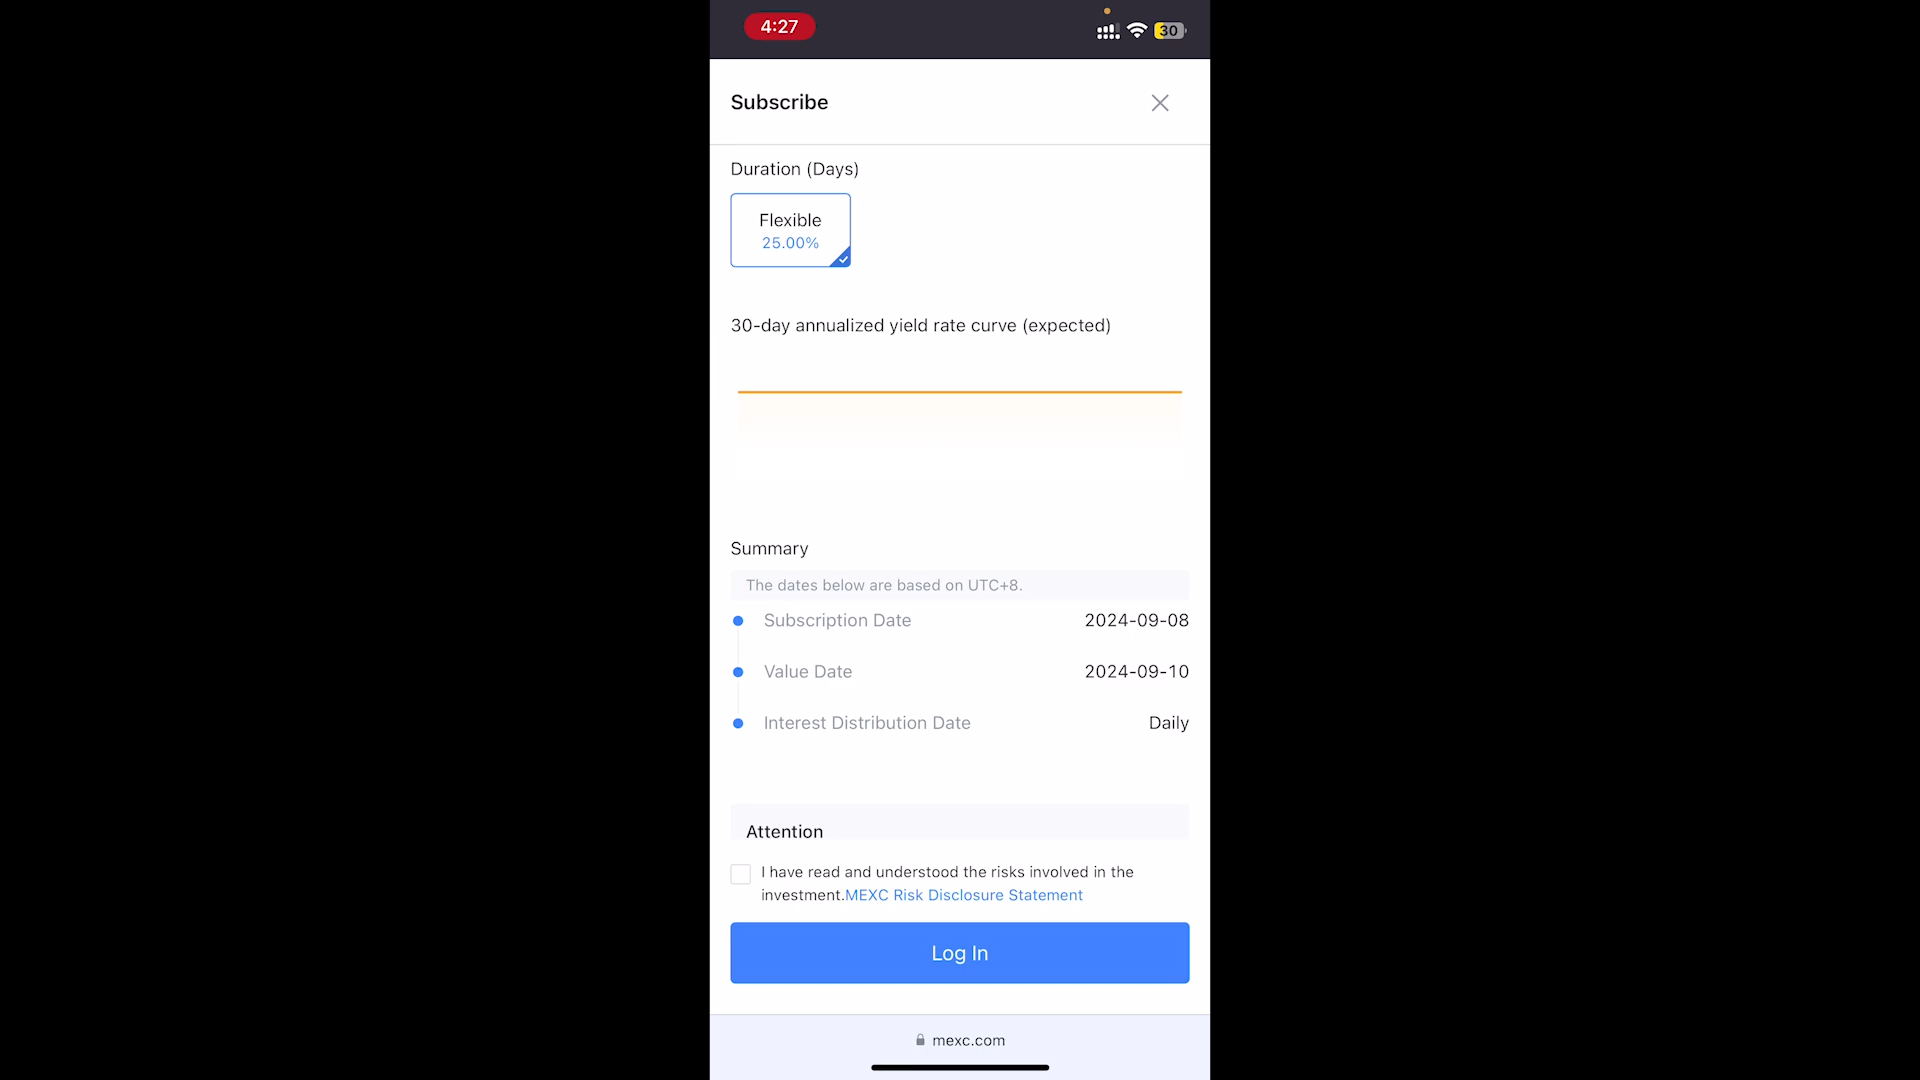 4:27
30
Subscribe
Duration (Days)
Flexible
25.00%
30-day annualized yield rate curve (expected)
Summary
The dates below are based on UTC+8.
Subscription Date 2024-09-08
Value Date 2024-09-10
Interest Distribution Date Daily
Attention
I have read and understood the risks involved in the
investment.MEXC Risk Disclosure Statement
Log In
mexc.com